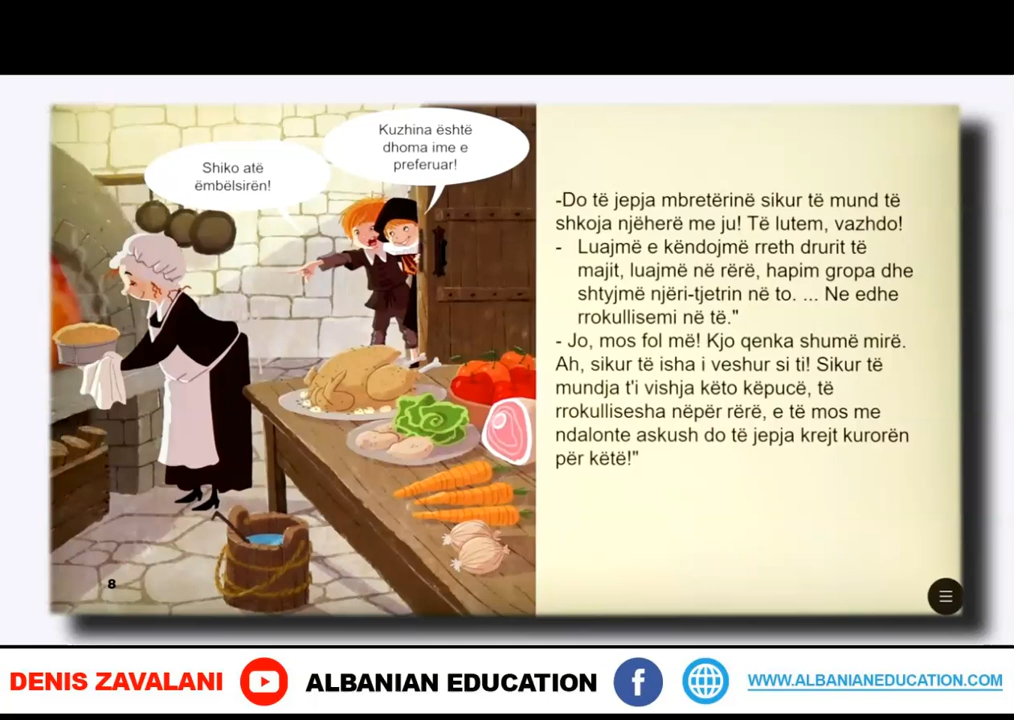 Kuzhina është
dhoma ime e
preferuar!
Shiko atë
ëmbëlsirën!
8
-Do të jepja mbretërinë sikur të mund të
shkoja njëherë me ju! Të lutem, vazhdo!
- Luajmë e këndojmë rreth drurit të
majit, luajmë në rërë, hapim gropa dhe
shtyjmë njëri-tjetrin në to. ... Ne edhe
rrokullisemi në të."
- Jo, mos fol më! Kjo qenka shumë mirë.
Ah, sikur të isha i veshur si ti! Sikur të
mundja t'i vishja këto këpucë, të
rrokullisesha nëpër rërë, e të mos me
ndalonte askush do të jepja krejt kurorën
për këtë!"
DENIS ZAVALANI ALBANIAN EDUCATION f WWW.ALBANIANEDUCATION.COM